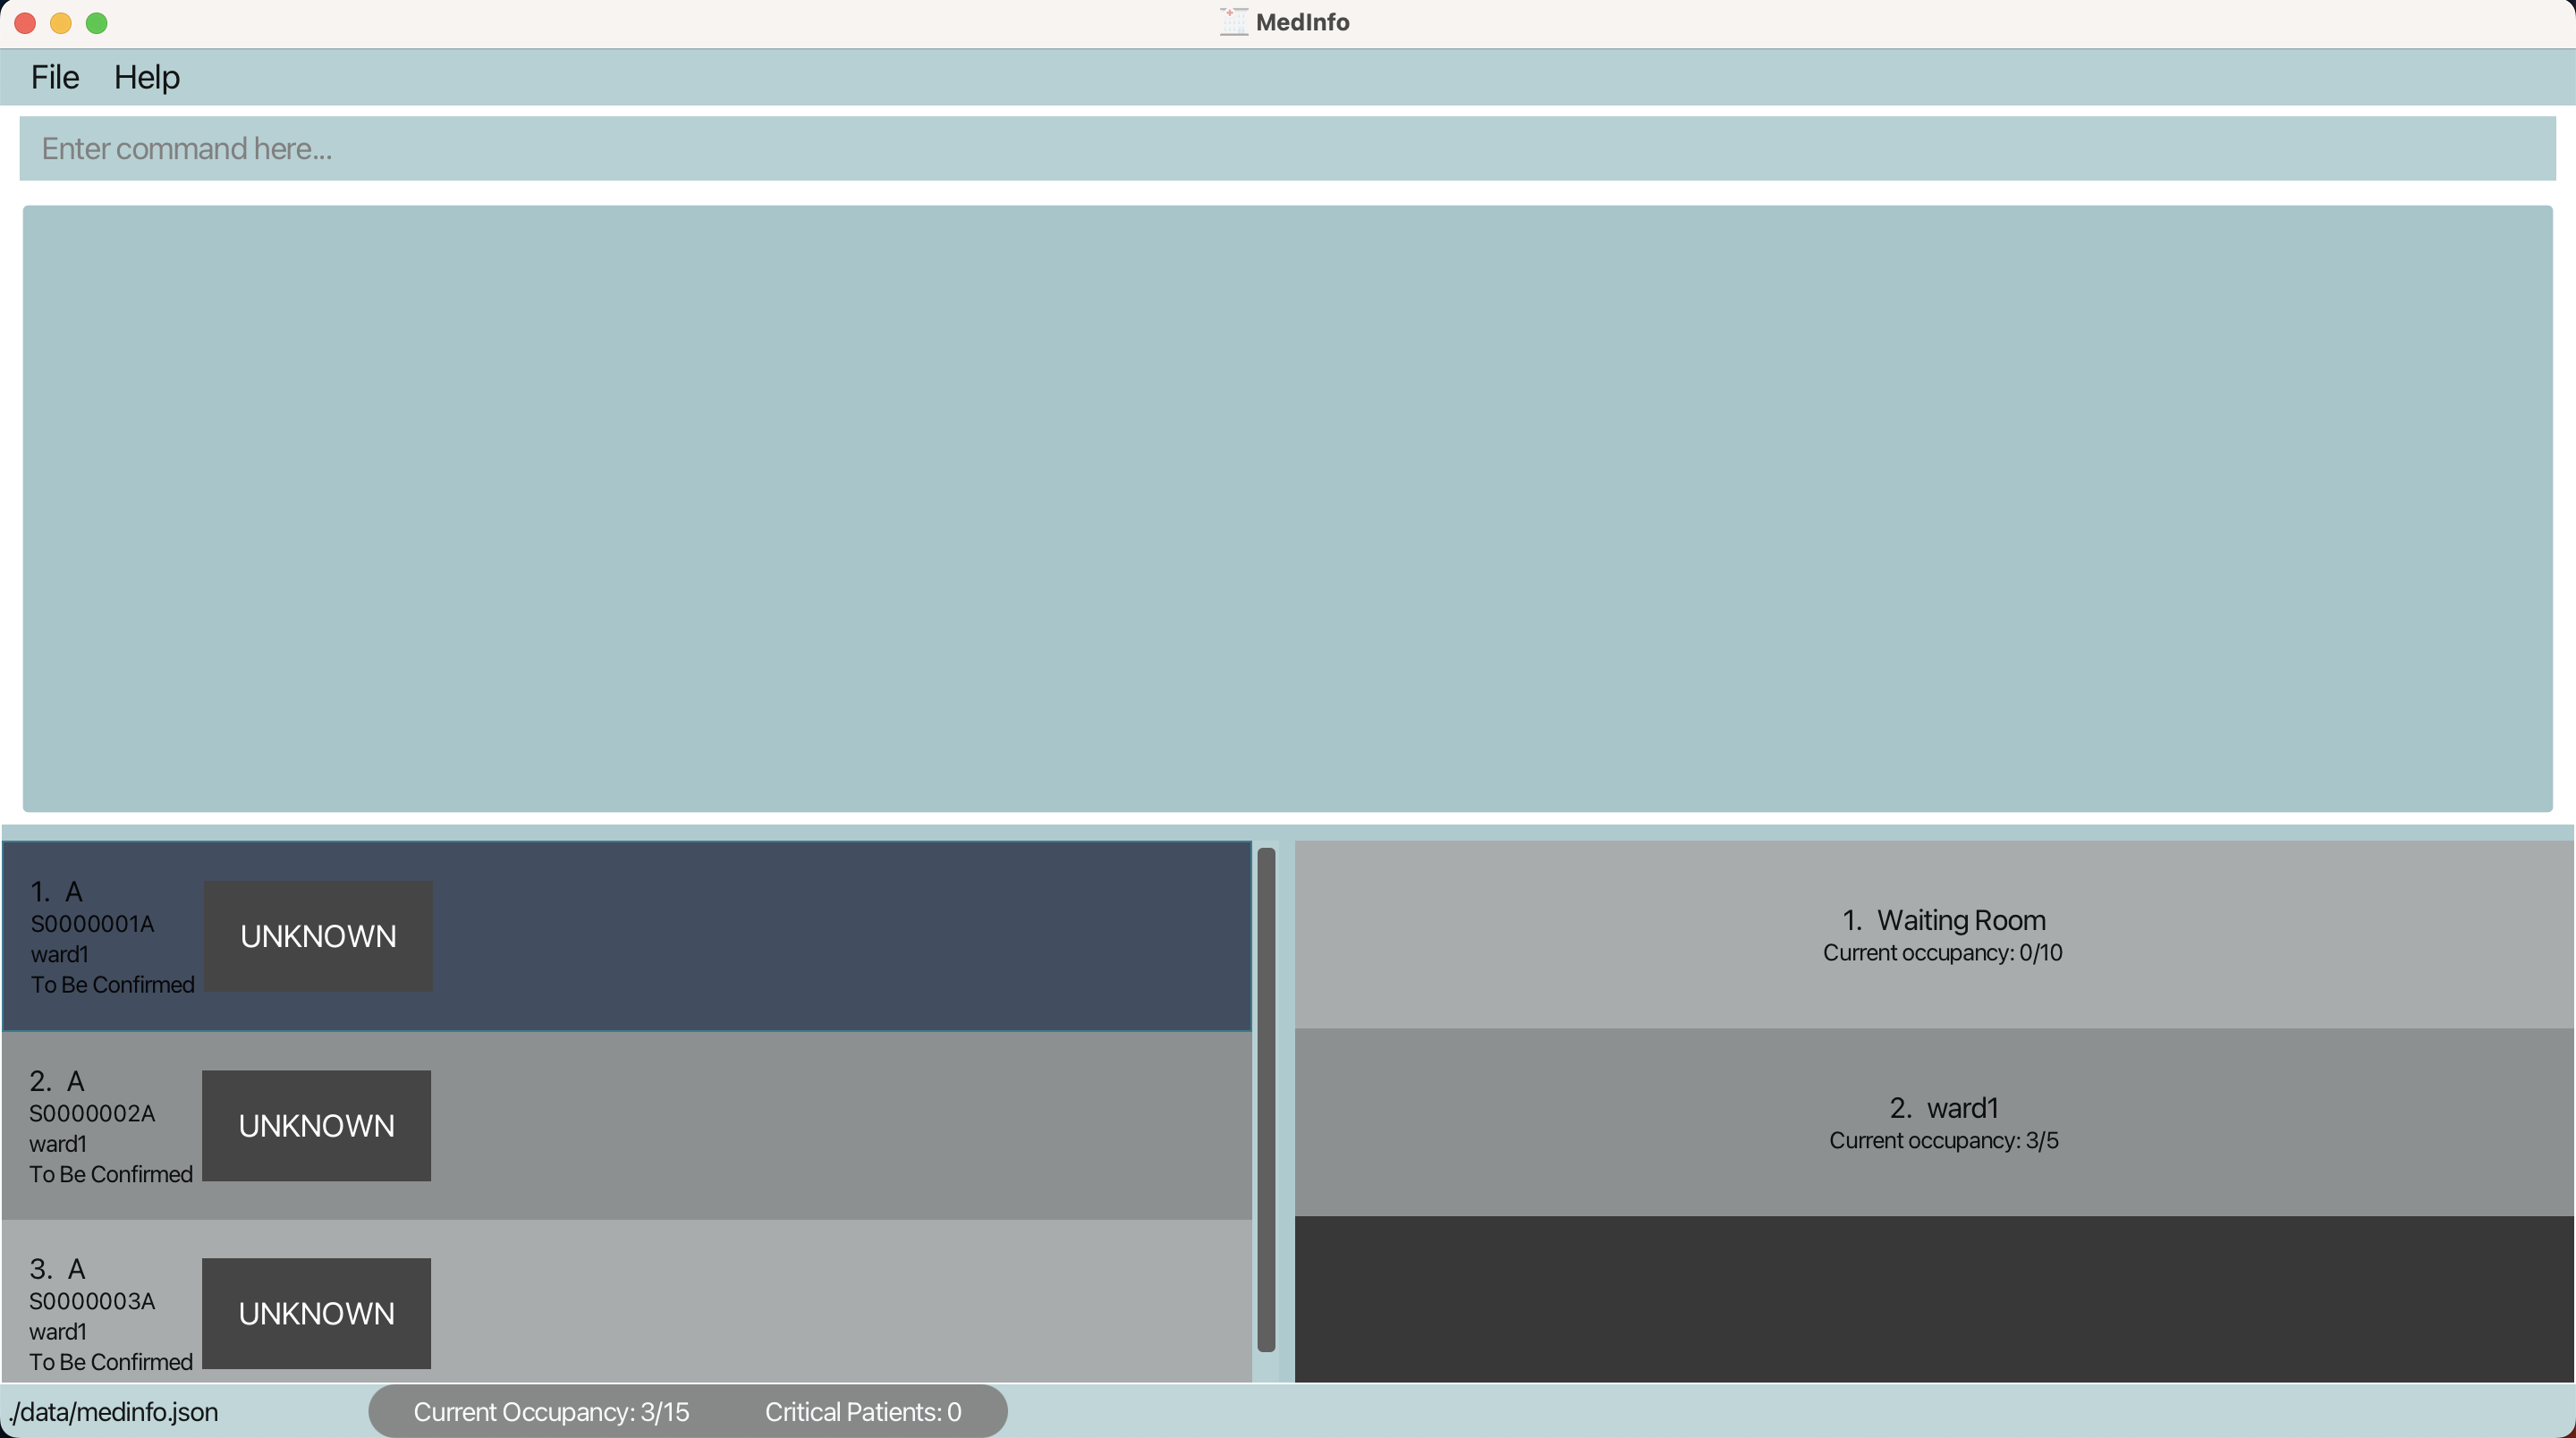 MedInfo
File Help
Enter command here...
1. A
S0000001A
ward1
To Be Confirmed
UNKNOWN
2. A
S0000002A
ward1
To Be Confirmed
UNKNOWN
3. A
S0000003A
ward1
To Be Confirmed
UNKNOWN
1. Waiting Room
Current occupancy: 0/10
2. ward1
Current occupancy: 3/5
./data/medinfo.json
Current Occupancy: 3/15 Critical Patients: 0